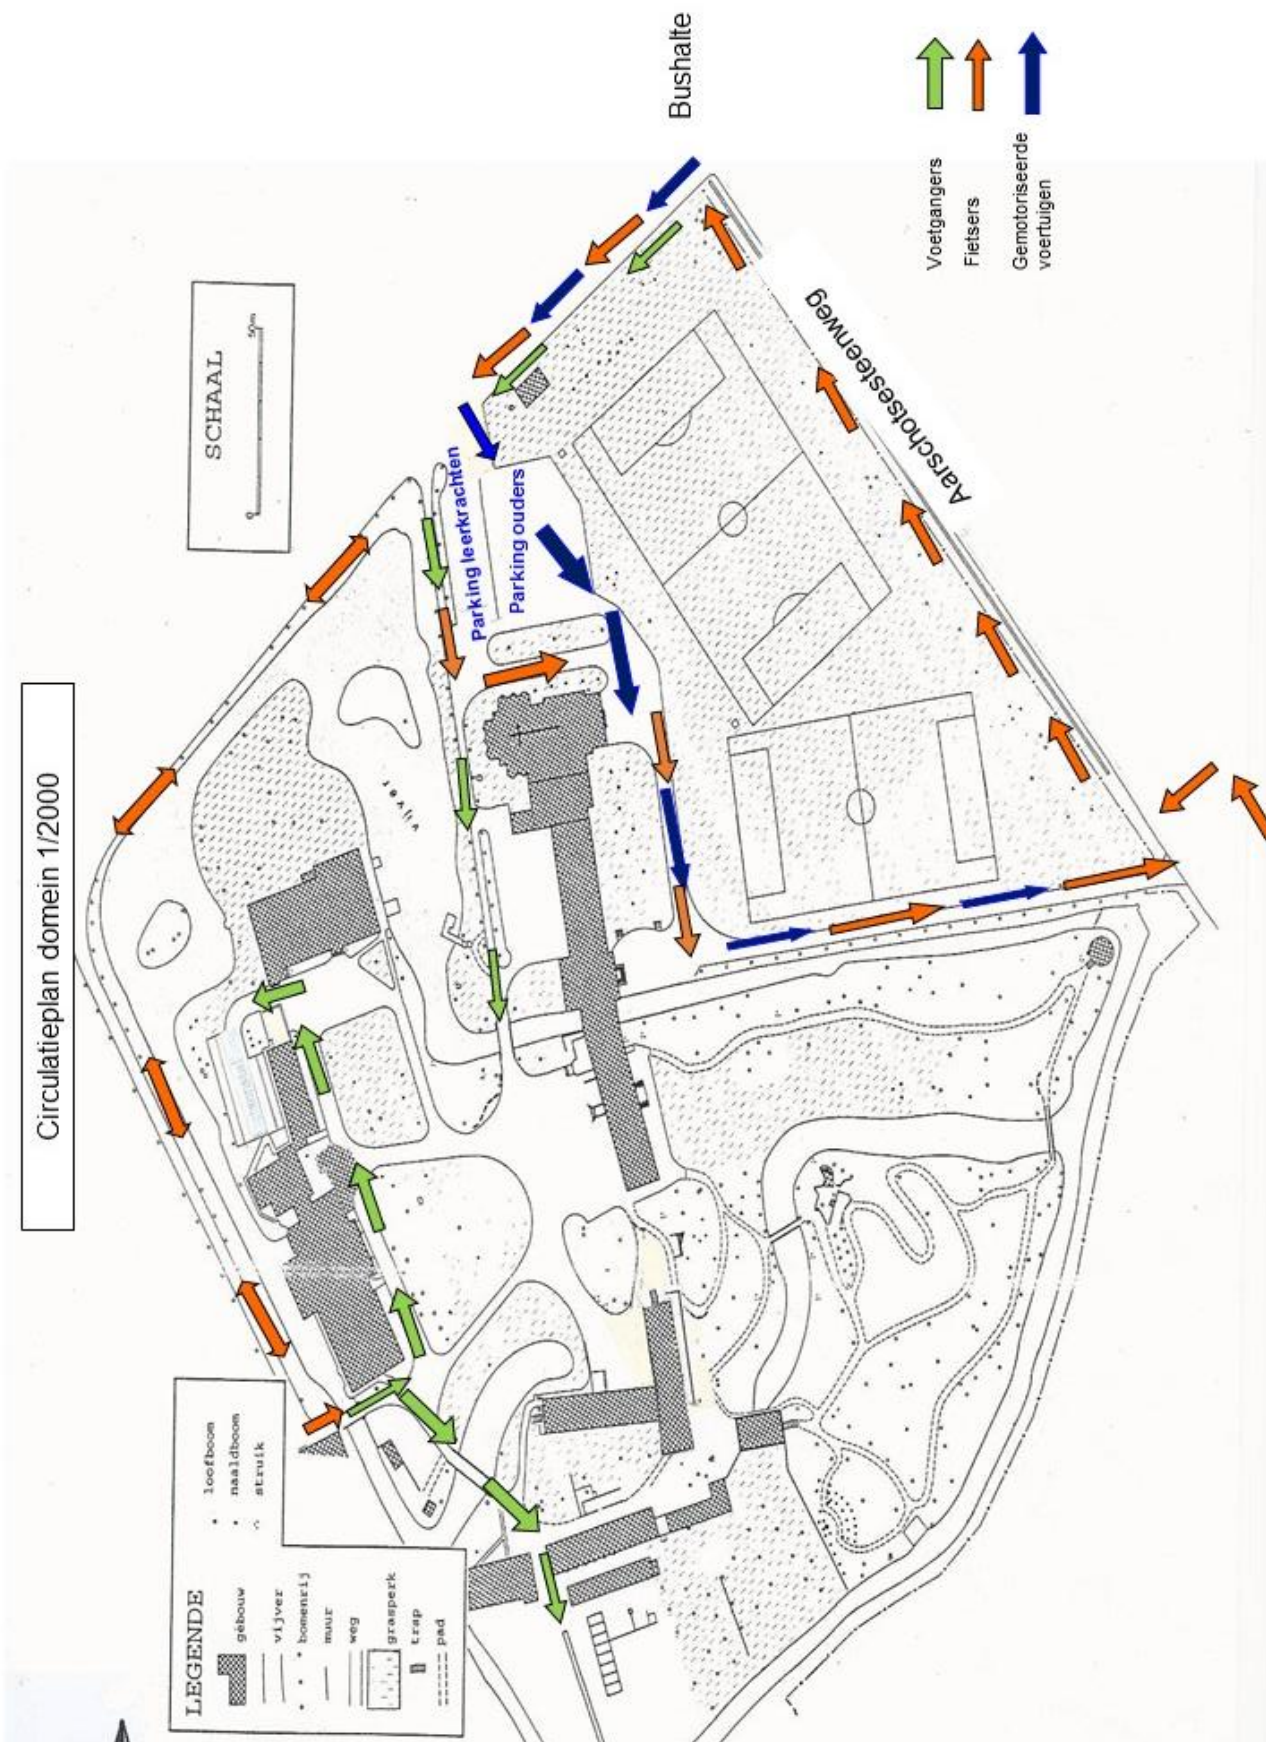 Circulatieplan domein 1/2000
SCHAAL
0 50m
Bushalte
Voetgangers
Fietsers
Gemotoriseerde
voertuigen
Aarschotsesteenweg
Parking leerkrachten
Parking ouders
vijver
LEGENDE
gebouw
vijver
bomenrij
muur
weg
grasperk
trap
pad
loofboom
naaldboom
struik